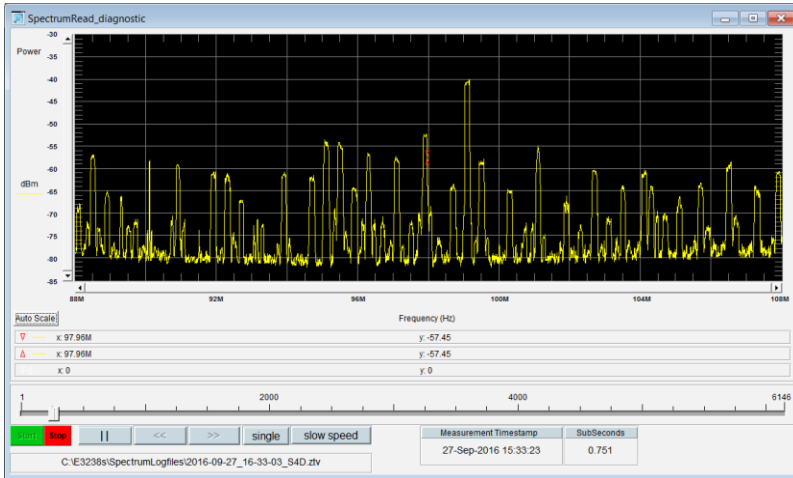 SpectrumRead_diagnostic
-30
Power
-35
-40
-45
-50
-55
-60
dBm
-65
-70
-75
-80
-85
88M 92M 96M 100M 104M 108M
Auto Scale
Frequency (Hz)
x: 97.96M y: -57.45
x: 97.96M y: -57.45
x: 0 y: 0
1 2000 4000 6146
Start Stop || << >> single slow speed
Measurement Timestamp SubSeconds
27-Sep-2016 15:33:23 0.751
C:\E3238s\SpectrumLogfiles\2016-09-27_16-33-03_S4D.ztv